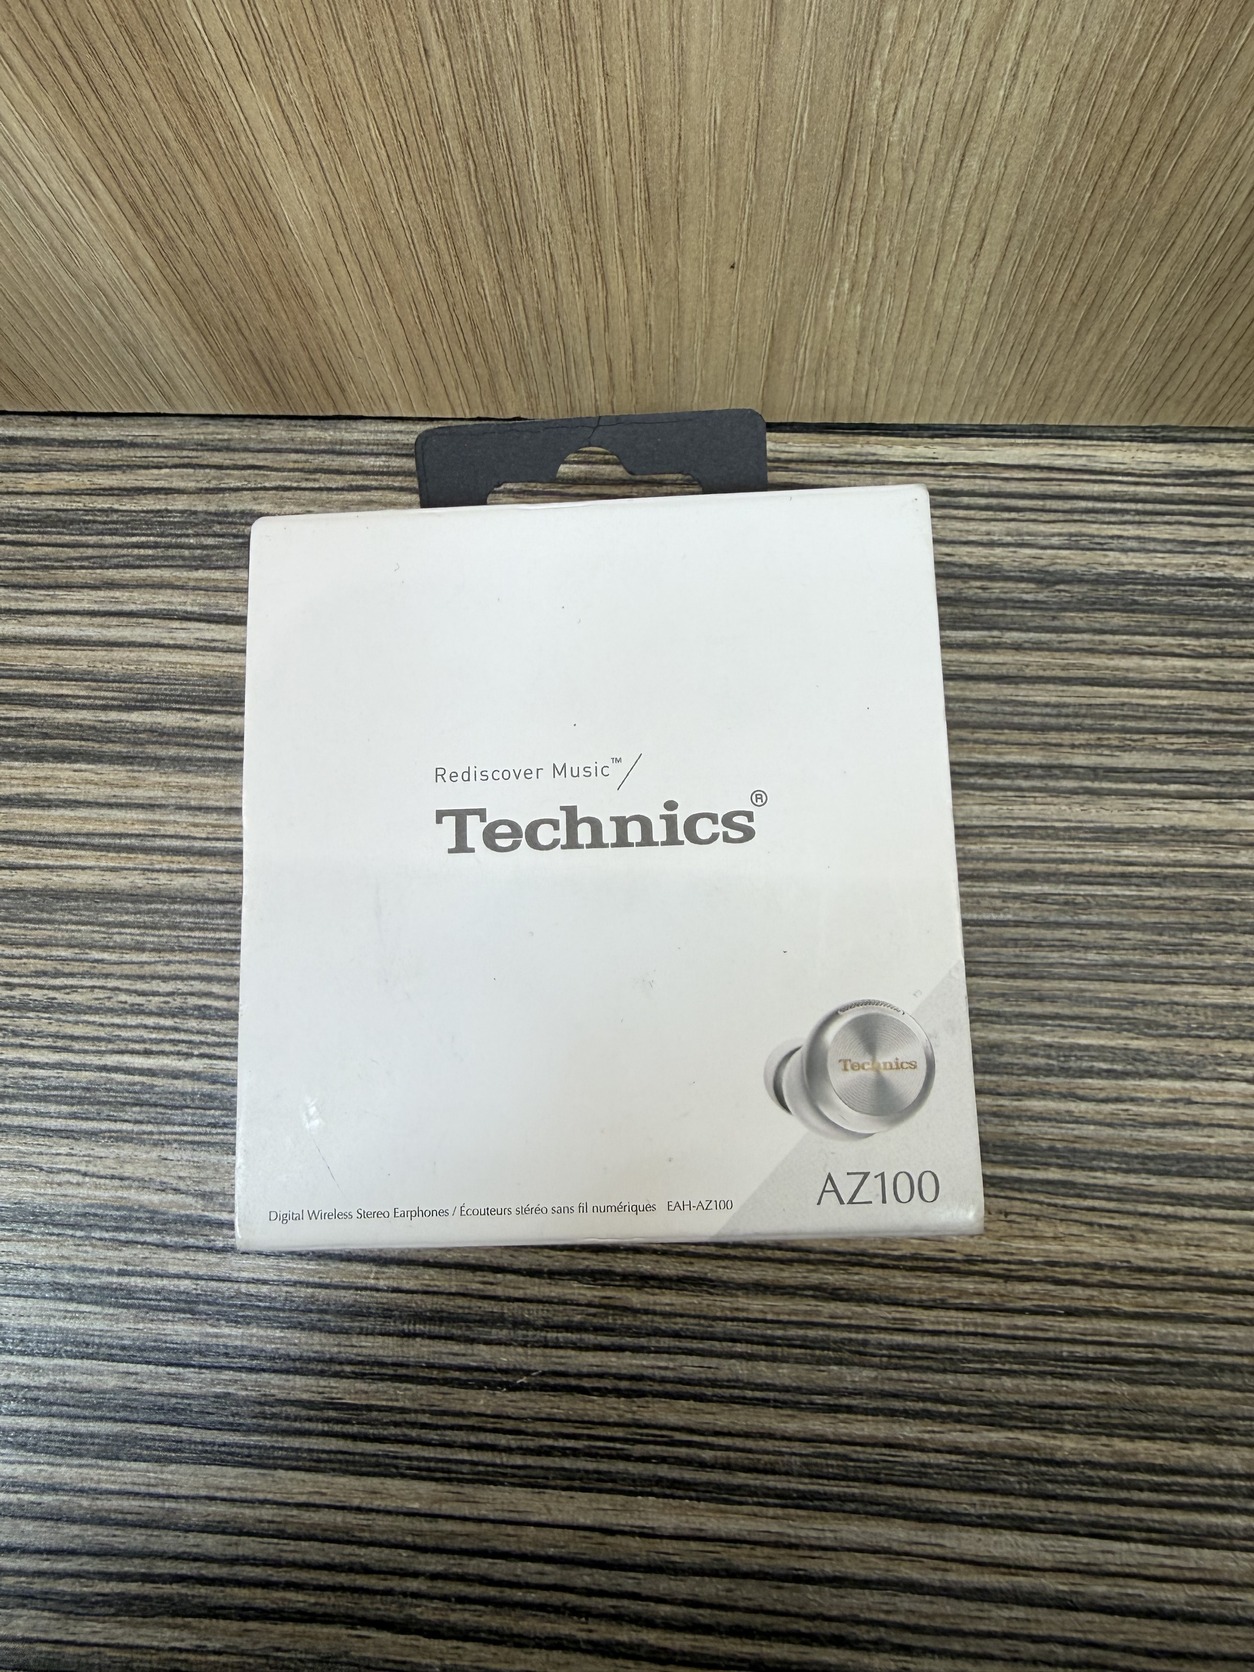 Rediscover Music™
Technics®
Technics
AZ100
Digital Wireless Stereo Earphones / Écouteurs stéréo sans fil numériques EAH-AZ100